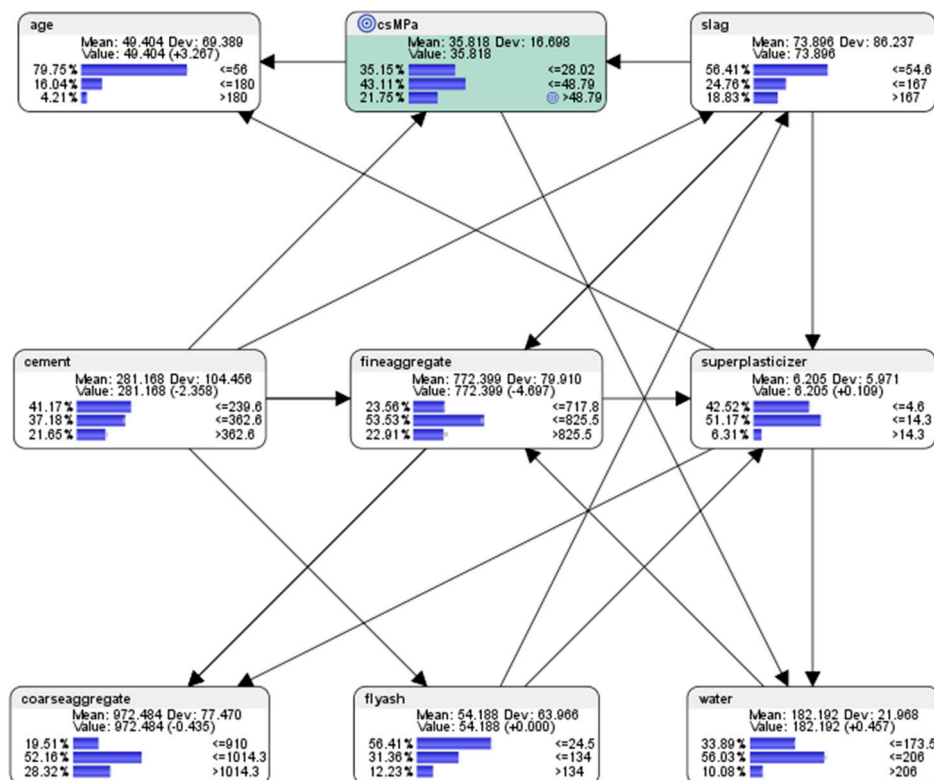 age
Mean: 49.404 Dev: 69.389
Value: 49.404 (+3.267)
79.75% <=56
16.04% <=180
4.21% >180
csMPa
Mean: 35.818 Dev: 16.698
Value: 35.818
35.15% <=28.02
43.11% <=48.79
21.75% >48.79
slag
Mean: 73.896 Dev: 86.237
Value: 73.896
56.41% <=54.6
24.76% <=167
18.83% >167
cement
Mean: 281.168 Dev: 104.456
Value: 281.168 (-2.358)
41.17% <=239.6
37.18% <=362.6
21.65% >362.6
fineaggregate
Mean: 772.399 Dev: 79.910
Value: 772.399 (-4.697)
23.56% <=717.8
53.53% <=825.5
22.91% >825.5
superplasticizer
Mean: 6.205 Dev: 5.971
Value: 6.205 (+0.109)
42.52% <=4.6
51.17% <=14.3
6.31% >14.3
coarseaggregate
Mean: 972.484 Dev: 77.470
Value: 972.484 (-0.435)
19.51% <=910
52.16% <=1014.3
28.32% >1014.3
flyash
Mean: 54.188 Dev: 63.966
Value: 54.188 (+0.000)
56.41% <=24.5
31.36% <=134
12.23% >134
water
Mean: 182.192 Dev: 21.968
Value: 182.192 (+0.457)
33.89% <=173.5
56.03% <=206
10.08% >206